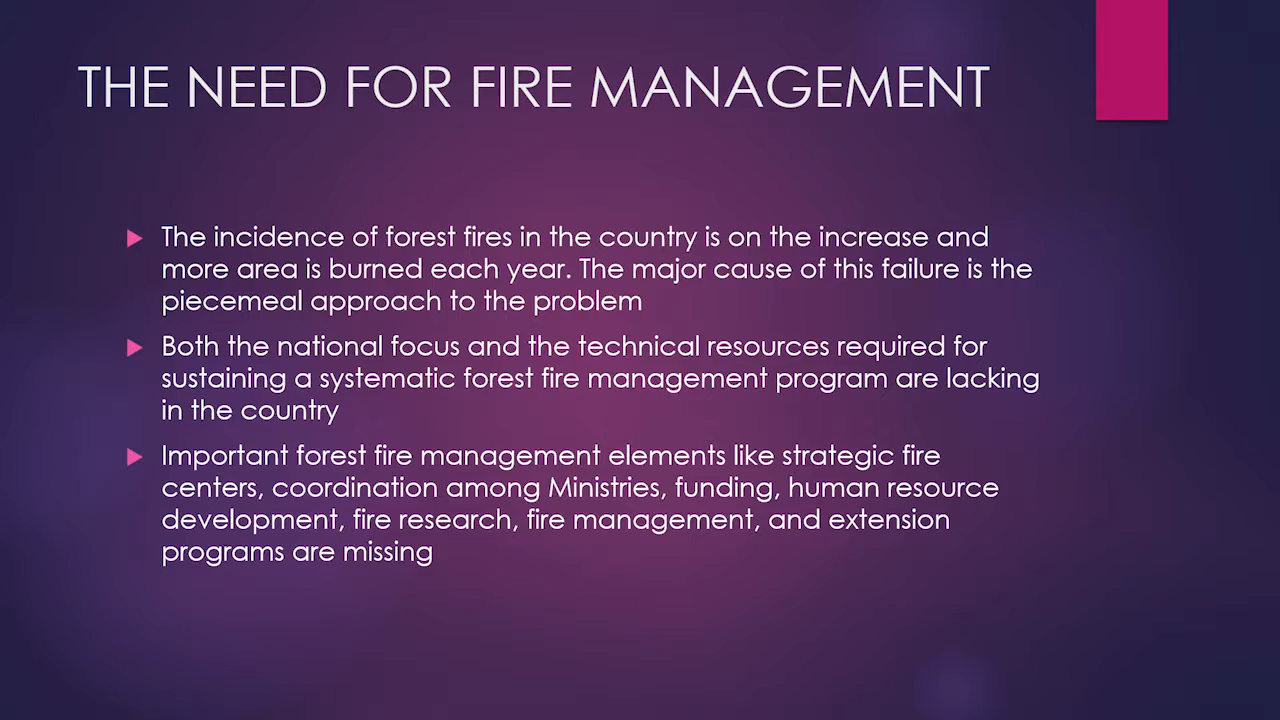 THE NEED FOR FIRE MANAGEMENT
The incidence of forest fires in the country is on the increase and
more area is burned each year. The major cause of this failure is the
piecemeal approach to the problem
Both the national focus and the technical resources required for
sustaining a systematic forest fire management program are lacking
in the country
Important forest fire management elements like strategic fire
centers, coordination among Ministries, funding, human resource
development, fire research, fire management, and extension
programs are missing